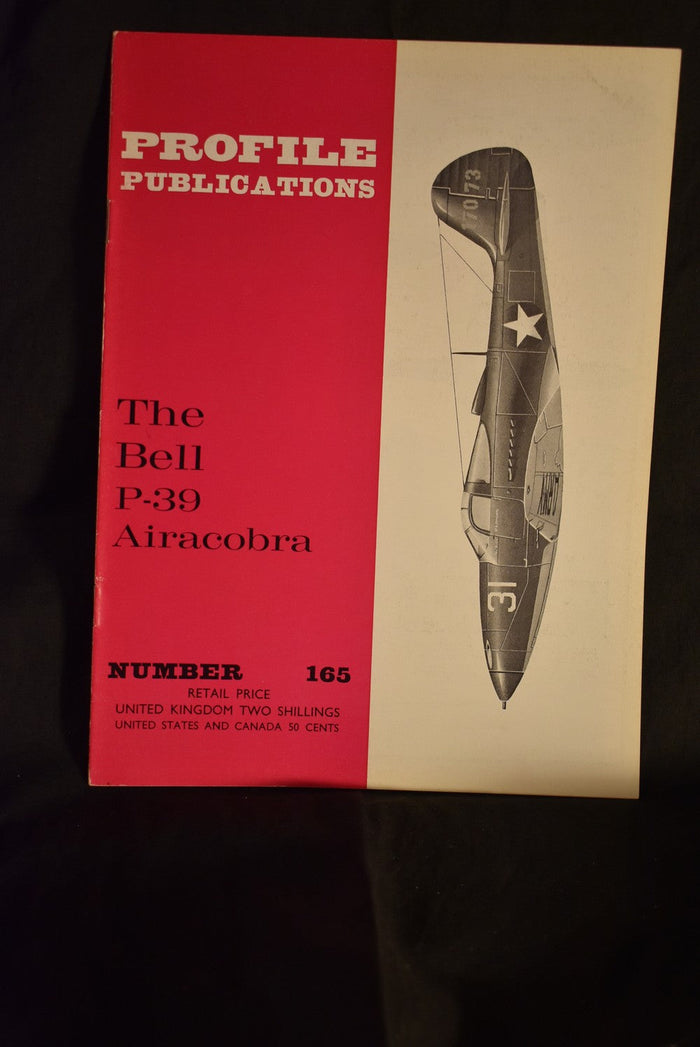 PROFILE
PUBLICATIONS
The
Bell
P-39
Airacobra
NUMBER 165
RETAIL PRICE
UNITED KINGDOM TWO SHILLINGS
UNITED STATES AND CANADA 50 CENTS
7073
31